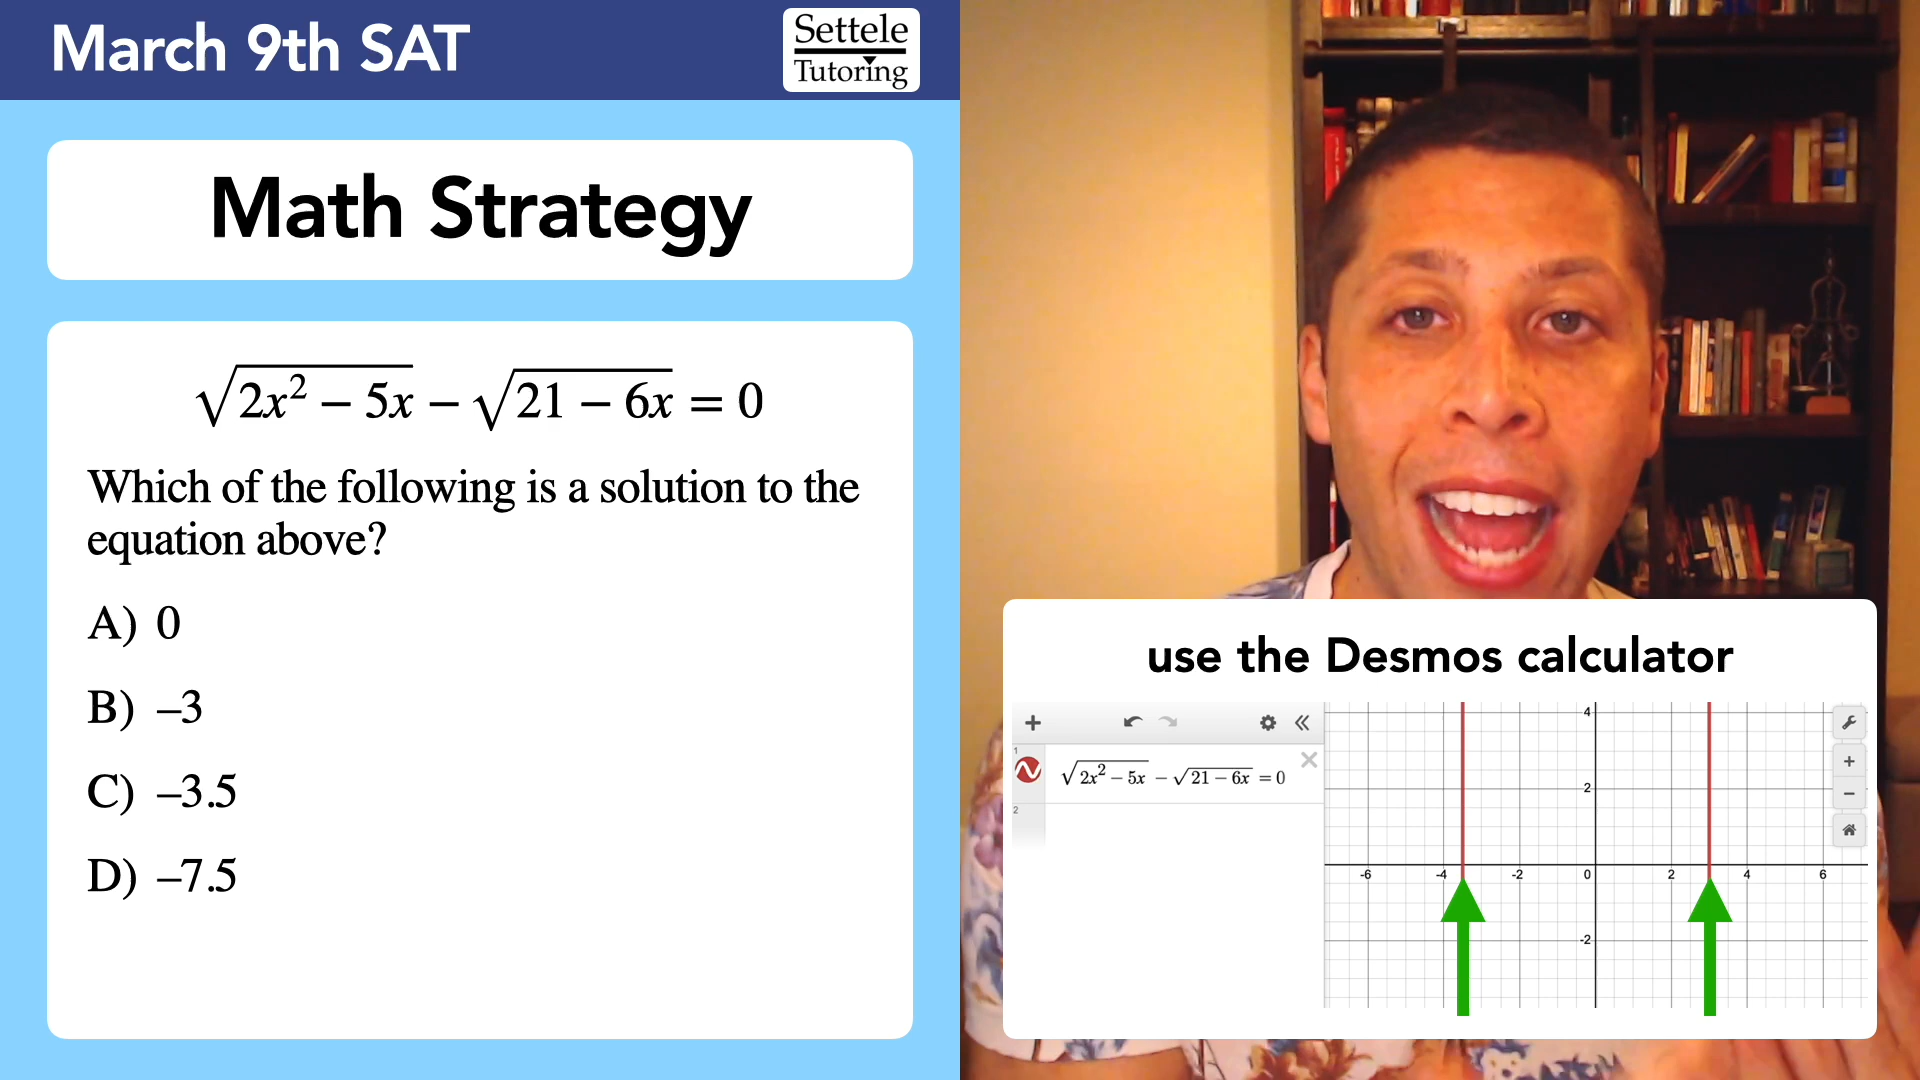 March 9th SAT
Settele
Tutoring
Math Strategy
√2x² – 5x – √21 – 6x = 0
Which of the following is a solution to the
equation above?
A) 0
B) –3
C) –3.5
D) –7.5
use the Desmos calculator
1
√2x² – 5x – √21 – 6x = 0
2
4
2
-6 -4 -2 0 2 4 6
-2